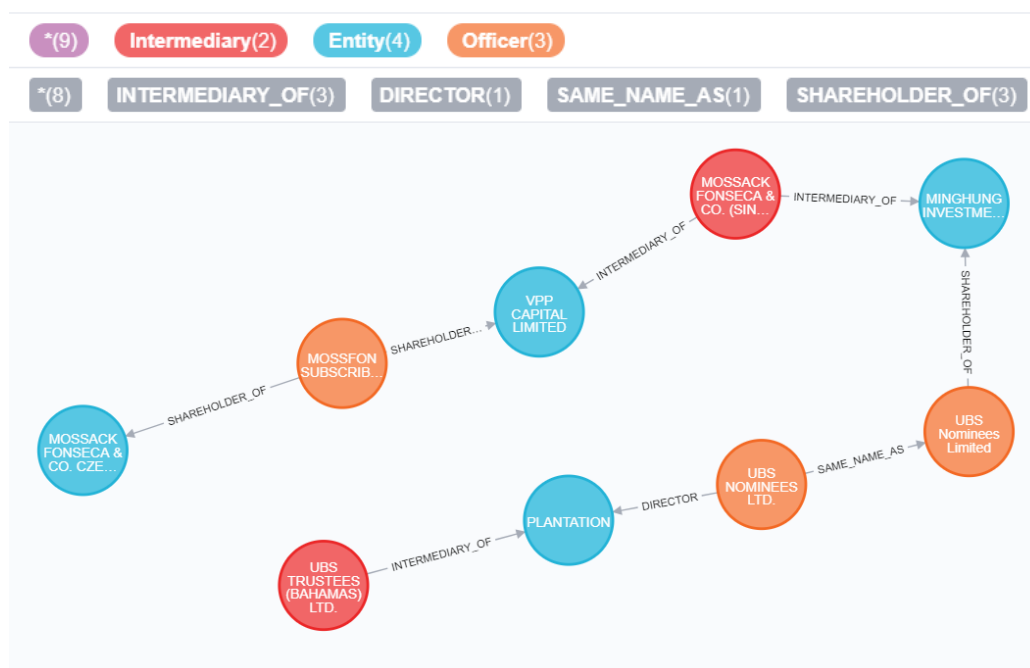 *(9) Intermediary(2) Entity(4) Officer(3)
*(8) INTERMEDIARY_OF(3) DIRECTOR(1) SAME_NAME_AS(1) SHAREHOLDER_OF(3)
MOSSACK
FONSECA &
CO. (SIN...
INTERMEDIARY_OF
MINGHUNG
INVESTME...
INTERMEDIARY_OF
SHAREHOLDER_OF
VPP
CAPITAL
LIMITED
SHAREHOLDER...
MOSSFON
SUBSCRIB...
SHAREHOLDER_OF
MOSSACK
FONSECA &
CO. CZE....
UBS
Nominees
Limited
SAME_NAME_AS
UBS
NOMINEES
LTD.
DIRECTOR
PLANTATION
INTERMEDIARY_OF
UBS
TRUSTEES
(BAHAMAS)
LTD.